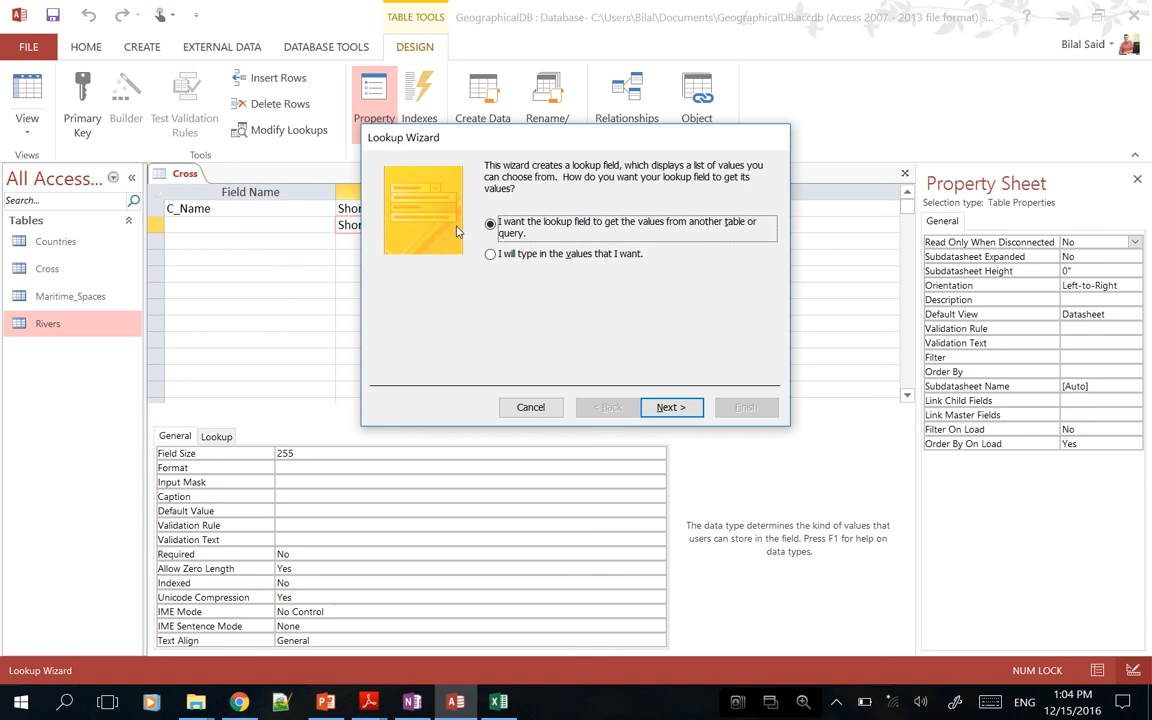 TABLE TOOLS
GeographicalDB : Database- C:\Users\Bilal\Documents\GeographicalDB.accdb (Access 2007 - 2013 file format) -...
FILE
HOME
CREATE
EXTERNAL DATA
DATABASE TOOLS
DESIGN
Bilal Said
View
Primary Key
Builder
Test Validation Rules
Insert Rows
Delete Rows
Modify Lookups
Property
Indexes
Create Data
Rename/
Relationships
Object
Views
Tools
Lookup Wizard
This wizard creates a lookup field, which displays a list of values you
can choose from. How do you want your lookup field to get its
values?
I want the lookup field to get the values from another table or
query.
I will type in the values that I want.
Cancel
< Back
Next >
Finish
All Access...
Search...
Tables
Countries
Cross
Maritime_Spaces
Rivers
Cross
Field Name
C_Name
Shor
Shor
Property Sheet
Selection type: Table Properties
General
Read Only When Disconnected No
Subdatasheet Expanded No
Subdatasheet Height 0"
Orientation Left-to-Right
Description
Default View Datasheet
Validation Rule
Validation Text
Filter
Order By
Subdatasheet Name [Auto]
Link Child Fields
Link Master Fields
Filter On Load No
Order By On Load Yes
General
Lookup
Field Size 255
Format
Input Mask
Caption
Default Value
Validation Rule
Validation Text
Required No
Allow Zero Length Yes
Indexed No
Unicode Compression Yes
IME Mode No Control
IME Sentence Mode None
Text Align General
The data type determines the kind of values that
users can store in the field. Press F1 for help on
data types.
Lookup Wizard
NUM LOCK
ENG
1:04 PM
12/15/2016